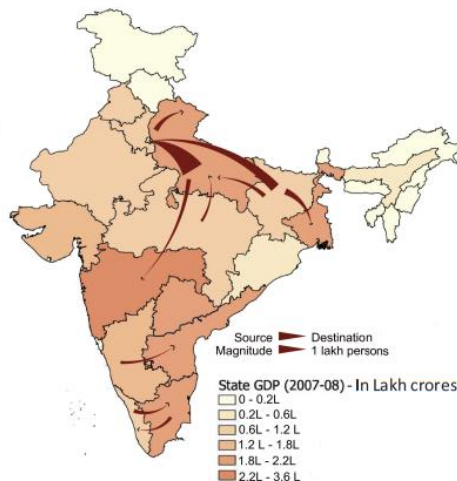 Source Destination
Magnitude 1 lakh persons
State GDP (2007-08) - In Lakh crores
0 - 0.2L
0.2L - 0.6L
0.6L - 1.2 L
1.2 L - 1.8L
1.8L - 2.2L
2.2L - 3.6 L